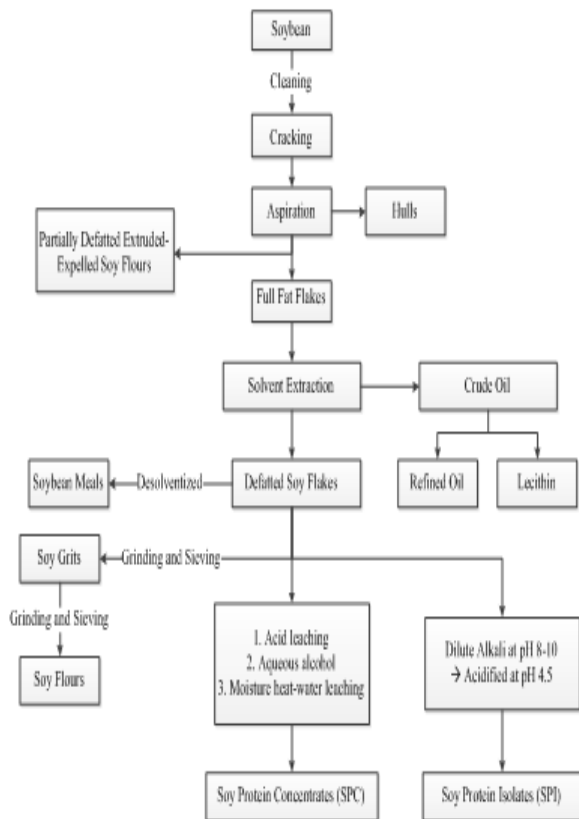 Soybean
Cleaning
Cracking
Aspiration
Hulls
Partially Defatted Extruded-
Expelled Soy Flours
Full Fat Flakes
Solvent Extraction
Crude Oil
Soybean Meals
Desolventized
Defatted Soy Flakes
Refined Oil
Lecithin
Soy Grits
Grinding and Sieving
Grinding and Sieving
Soy Flours
1. Acid leaching
2. Aqueous alcohol
3. Moisture heat-water leaching
Dilute Alkali at pH 8-10
→ Acidified at pH 4.5
Soy Protein Concentrates (SPC)
Soy Protein Isolates (SPI)